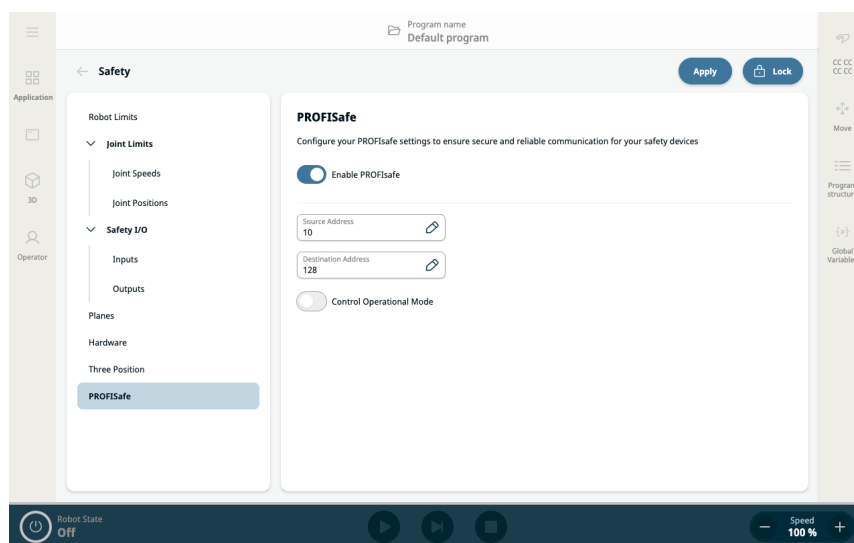 Program name
Default program
Safety
Apply
Lock
CC CC
CC CC
Application
Robot Limits
Joint Limits
Joint Speeds
Joint Positions
Safety I/O
Inputs
Outputs
Planes
Hardware
Three Position
PROFISafe
PROFISafe
Configure your PROFIsafe settings to ensure secure and reliable communication for your safety devices
Enable PROFIsafe
Source Address
10
Destination Address
128
Control Operational Mode
3D
Operator
Move
Program
structur
{x}
Global
Variable
Robot State
Off
Speed
100 %